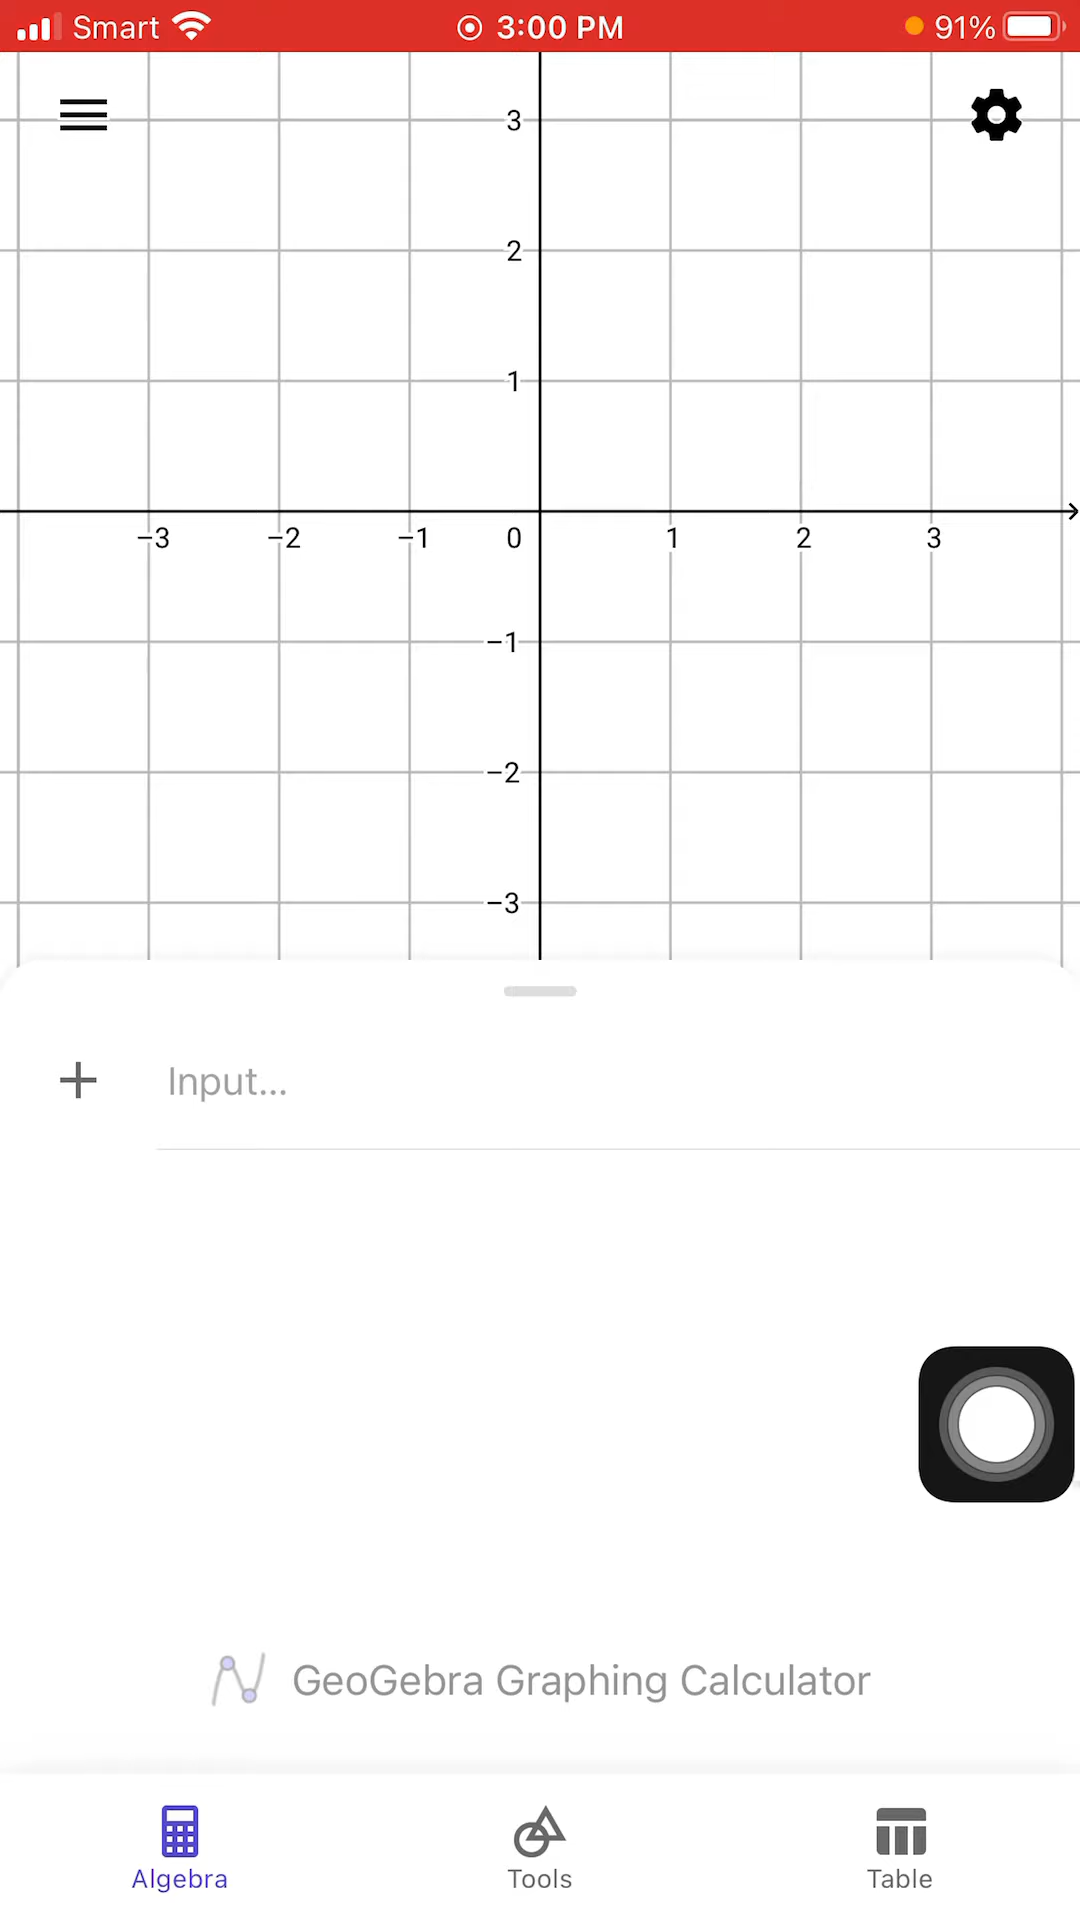 Smart 3:00 PM 91%
3
2
1
−3 −2 −1 0 1 2 3
−1
−2
−3
Input...
GeoGebra Graphing Calculator
Algebra Tools Table